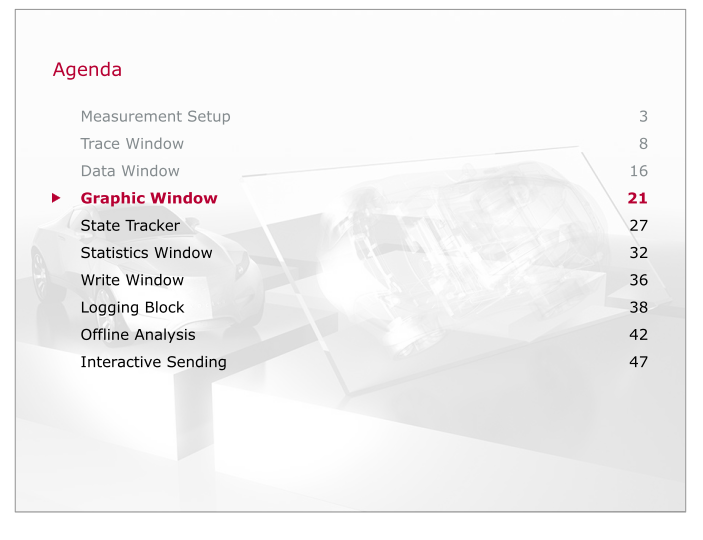 Agenda
Measurement Setup 3
Trace Window 8
Data Window 16
Graphic Window 21
State Tracker 27
Statistics Window 32
Write Window 36
Logging Block 38
Offline Analysis 42
Interactive Sending 47